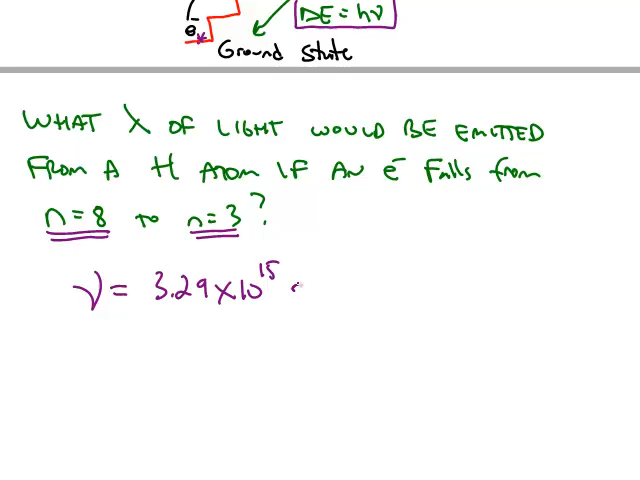 ΔE = hν
e⁻
Ground State
WHAT λ OF LIGHT WOULD BE EMITTED
FROM A H ATOM IF AN e⁻ Falls from
n = 8 to n = 3?
ν = 3.29 x 10¹⁵